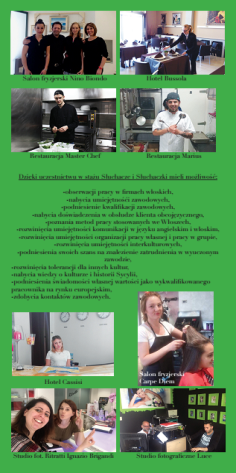 Salon fryzjerski Nino Biondo
Hotel Bussola
Restauracja Master Chef
Restauracja Marisa
Dzięki uczestnictwu w stażu Słuchacze i Słuchaczki mieli możliwość:
-obserwacji pracy w firmach włoskich,
-nabycia umiejętności zawodowych,
-podniesienie kwalifikacji zawodowych,
-nabycia doświadczenia w obsłudze klienta obcojęzycznego,
-poznania metod pracy stosowanych we Włoszech,
-rozwinięcia umiejętności komunikacji w języku angielskim i włoskim,
-rozwinięcia umiejętności organizacji pracy własnej i pracy w grupie,
-rozwinięcia umiejętności interkulturowych,
-podniesienia swoich szans na znalezienie zatrudnienia w wyuczonym
zawodzie,
-rozwinięcia tolerancji dla innych kultur,
-nabycia wiedzy o kulturze i historii Sycylii,
-podniesienia świadomości własnej wartości jako wykwalifikowanego
pracownika na rynku europejskim,
-zdobycia kontaktów zawodowych.
Hotel Cassisi
Salon fryzjerski
Carpe Diem
Studio fot. Ritratti Ignazio Brigandi
Studio fotograficzne Luce